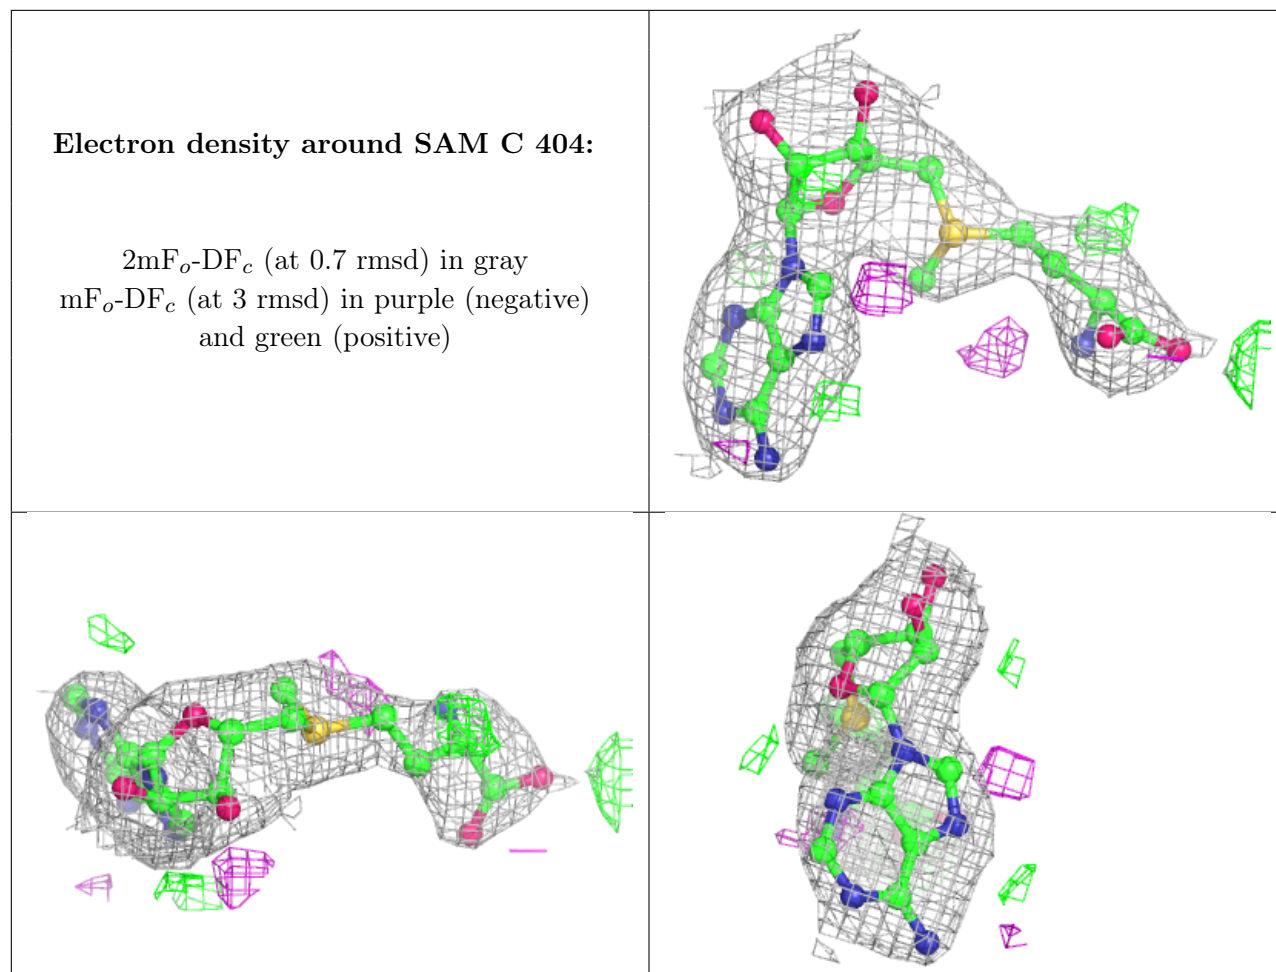 Electron density around SAM C 404:
2mFₒ-DF𝒸 (at 0.7 rmsd) in gray
mFₒ-DF𝒸 (at 3 rmsd) in purple (negative)
and green (positive)